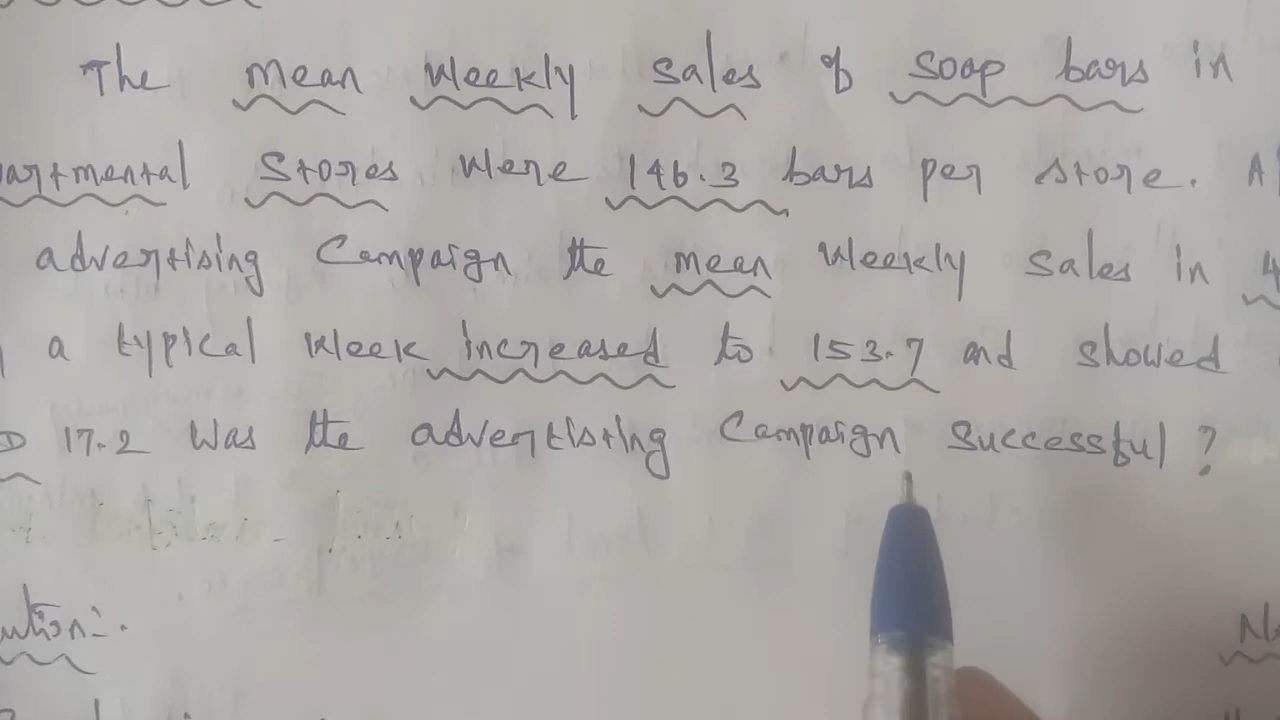 The mean weekly sales of soap bars in
artmental Stores were 146.3 bars per store. A
advertising Campaign the mean weekly sales in 4
a typical week increased to 153.7 and showed
D 17.2 Was the advertising Campaign Successful?
ution:-